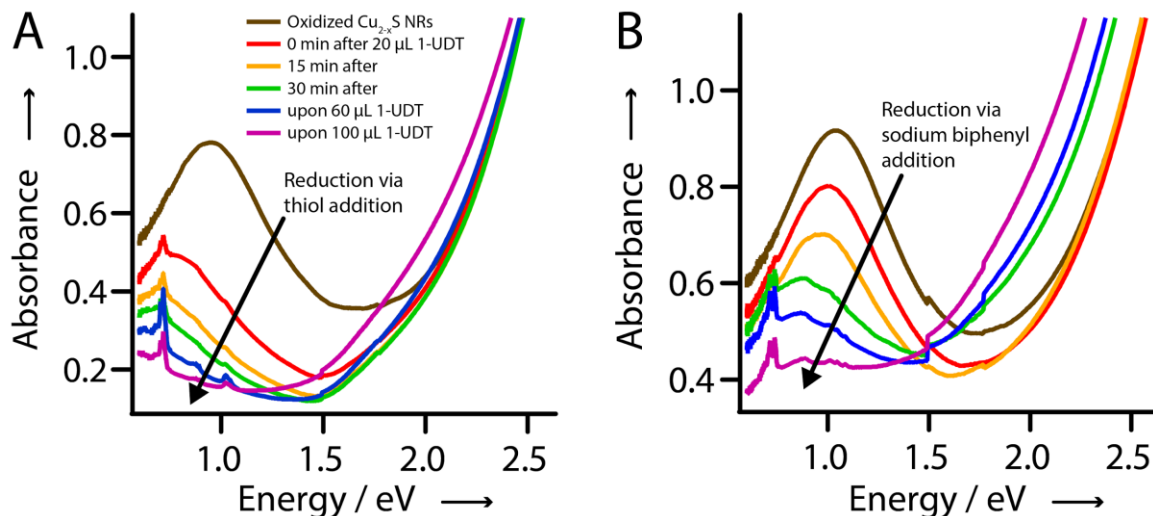 A
Absorbance
1.0
0.8
0.6
0.4
0.2
Oxidized Cu2-xS NRs
0 min after 20 µL 1-UDT
15 min after
30 min after
upon 60 µL 1-UDT
upon 100 µL 1-UDT
Reduction via
thiol addition
1.0 1.5 2.0 2.5
Energy / eV
B
Absorbance
1.0
0.8
0.6
0.4
Reduction via
sodium biphenyl
addition
1.0 1.5 2.0 2.5
Energy / eV